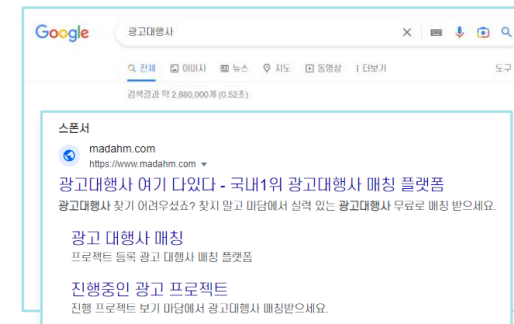 Google
광고대행사
전체 이미지 뉴스 지도 동영상 더보기 도구
검색결과 약 2,880,000개 (0.52초)
스폰서
madahm.com
https://www.madahm.com
광고대행사 여기 다있다 - 국내1위 광고대행사 매칭 플랫폼
광고대행사 찾기 어려우셨죠? 찾지 말고 마담에서 실력 있는 광고대행사 무료로 매칭 받으세요.
광고 대행사 매칭
프로젝트 등록 광고 대행사 매칭 플랫폼
진행중인 광고 프로젝트
진행 프로젝트 보기 마담에서 광고대행사 매칭받으세요.